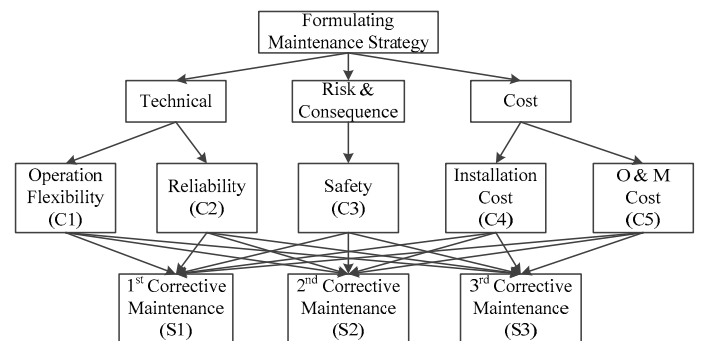 Formulating
Maintenance Strategy
Technical
Risk &
Consequence
Cost
Operation
Flexibility
(C1)
Reliability
(C2)
Safety
(C3)
Installation
Cost
(C4)
O & M
Cost
(C5)
1st Corrective
Maintenance
(S1)
2nd Corrective
Maintenance
(S2)
3rd Corrective
Maintenance
(S3)